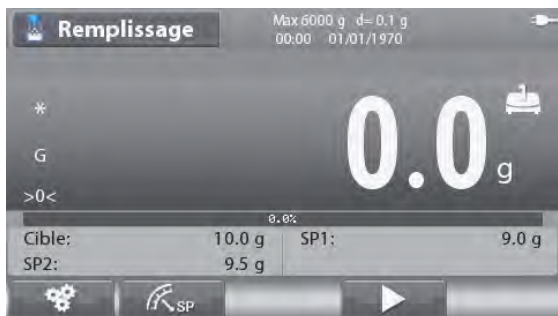 Remplissage
Max 6000 g d= 0.1 g
00:00 01/01/1970
*
G
>0<
0.0 g
1
0.0%
Cible: 10.0 g SP1: 9.0 g
SP2: 9.5 g
SP